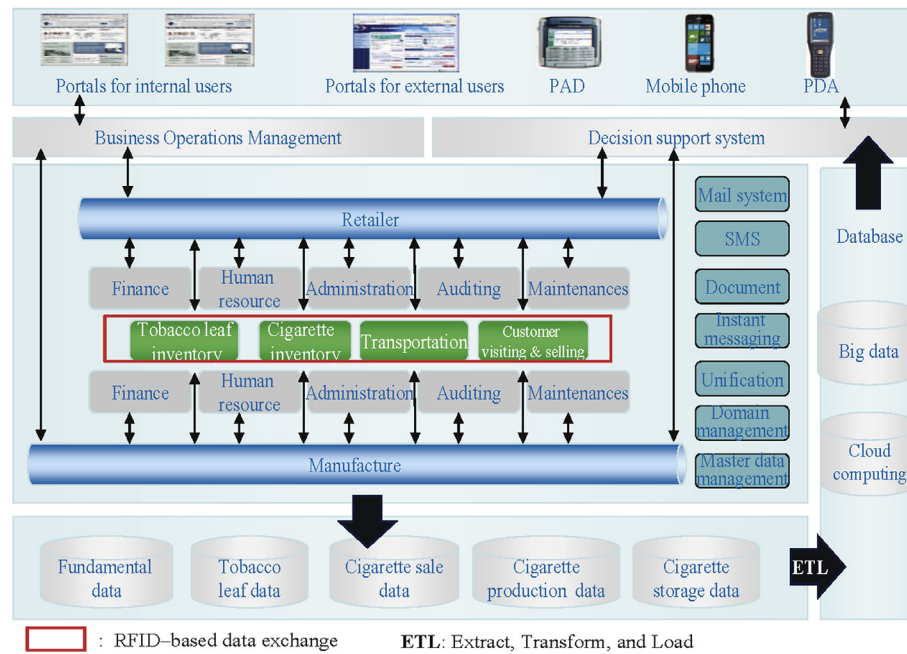 Portals for internal users
Portals for external users
PAD
Mobile phone
PDA
Business Operations Management
Decision support system
Retailer
Mail system
SMS
Database
Finance
Human
resource
Administration
Auditing
Maintenances
Document
Tobacco leaf
inventory
Cigarette
inventory
Transportation
Customer
visiting & selling
Instant
messaging
Big data
Finance
Human
resource
Administration
Auditing
Maintenances
Unification
Domain
management
Manufacture
Master data
management
Cloud
computing
Fundamental
data
Tobacco
leaf data
Cigarette sale
data
Cigarette
production data
Cigarette
storage data
ETL
: RFID–based data exchange
ETL: Extract, Transform, and Load